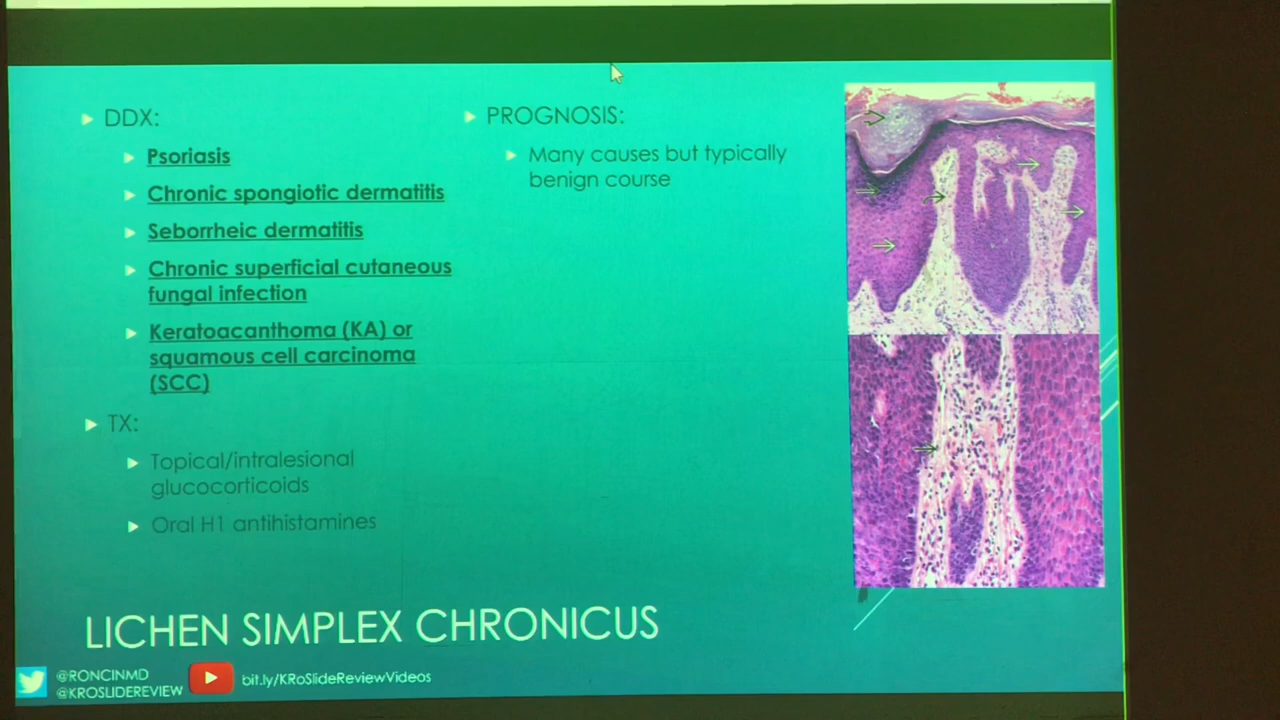 DDX:
Psoriasis
Chronic spongiotic dermatitis
Seborrheic dermatitis
Chronic superficial cutaneous
fungal infection
Keratoacanthoma (KA) or
squamous cell carcinoma
(SCC)
TX:
Topical/intralesional
glucocorticoids
Oral H1 antihistamines
PROGNOSIS:
Many causes but typically
benign course
LICHEN SIMPLEX CHRONICUS
@RONCINMD
@KROSLIDEREVIEW
bit.ly/KRoSlideReviewVideos